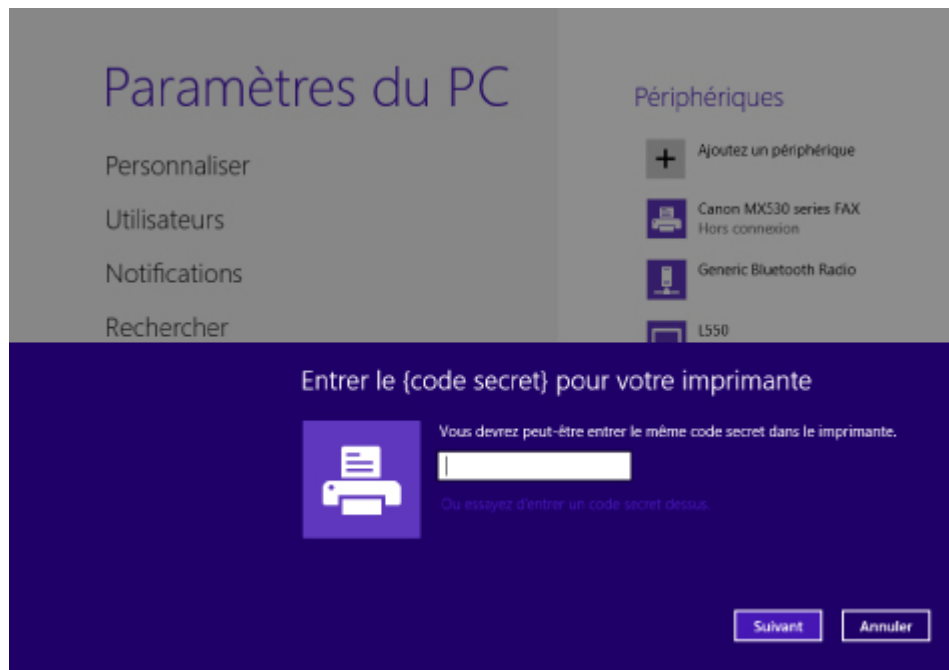 Paramètres du PC
Personnaliser
Utilisateurs
Notifications
Rechercher
Périphériques
Ajoutez un périphérique
Canon MX530 series FAX
Hors connexion
Generic Bluetooth Radio
L550
Entrer le {code secret} pour votre imprimante
Vous devrez peut-être entrer le même code secret dans le imprimante.
Ou essayez d'entrer un code secret dessus.
Suivant
Annuler